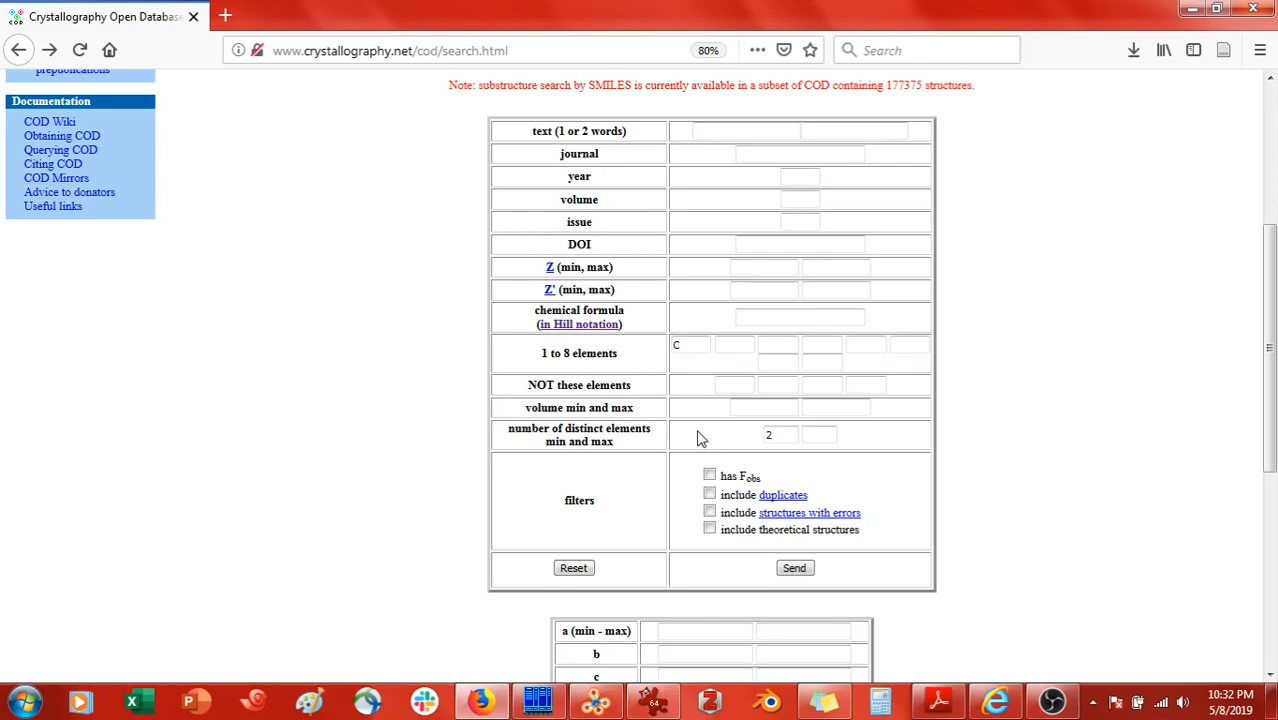 Crystallography Open Database
www.crystallography.net/cod/search.html
80%
Search
prepublications
Note: substructure search by SMILES is currently available in a subset of COD containing 177375 structures.
Documentation
COD Wiki
Obtaining COD
Querying COD
Citing COD
COD Mirrors
Advice to donators
Useful links
text (1 or 2 words)
journal
year
volume
issue
DOI
Z (min, max)
Z' (min, max)
chemical formula
(in Hill notation)
1 to 8 elements
C
NOT these elements
volume min and max
number of distinct elements
min and max
2
filters
has Fobs
include duplicates
include structures with errors
include theoretical structures
Reset
Send
a (min - max)
b
c
64
10:32 PM
5/8/2019